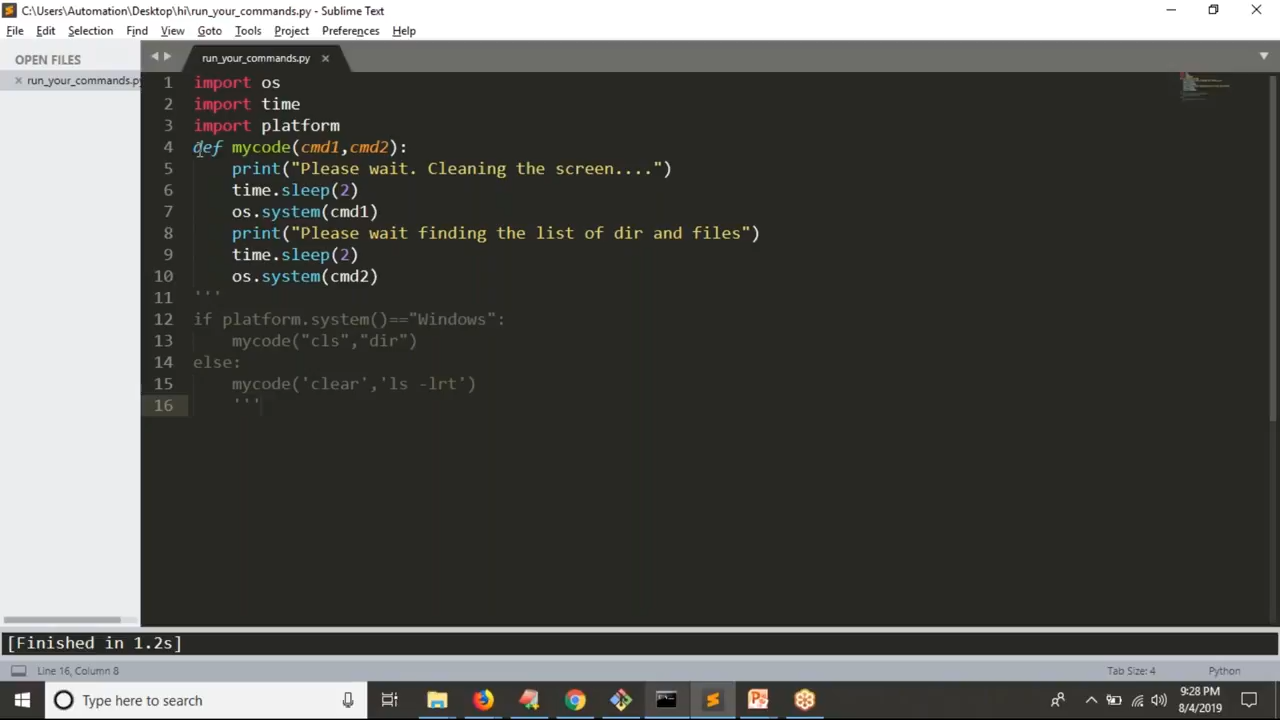 C:\Users\Automation\Desktop\hi\run_your_commands.py - Sublime Text
File Edit Selection Find View Goto Tools Project Preferences Help
OPEN FILES
run_your_commands.py
run_your_commands.py
1 import os
2 import time
3 import platform
4 def mycode(cmd1,cmd2):
5 print("Please wait. Cleaning the screen....")
6 time.sleep(2)
7 os.system(cmd1)
8 print("Please wait finding the list of dir and files")
9 time.sleep(2)
10 os.system(cmd2)
11 '''
12 if platform.system()=="Windows":
13 mycode("cls","dir")
14 else:
15 mycode('clear','ls -lrt')
16 '''
[Finished in 1.2s]
Line 16, Column 8 Tab Size: 4 Python
Type here to search
9:28 PM
8/4/2019